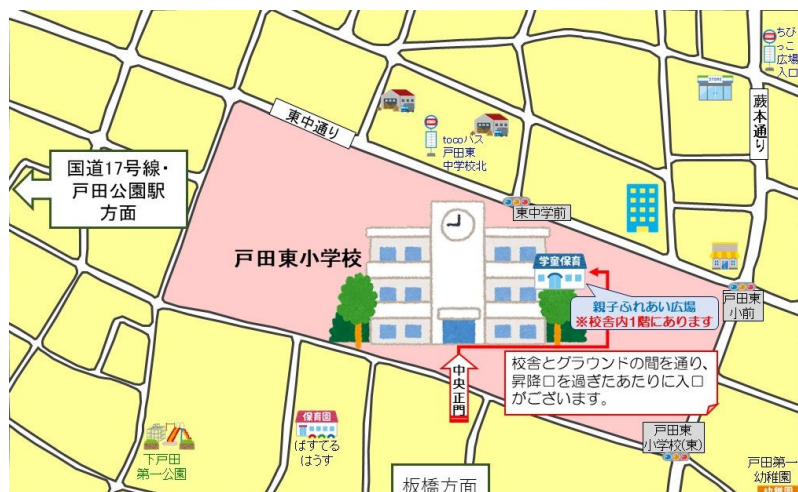 ちび
っこ
広場
入口
STORE
蕨本通り
東中通り
tocoバス
戸田東
中学校北
国道17号線・
戸田公園駅
方面
東中学前
戸田東小学校
学童保育
戸田東
小前
親子ふれあい広場
※校舎内1階にあります
中央正門
校舎とグラウンドの間を通り、
昇降口を過ぎたあたりに入口
がございます。
保育園
ぱすてる
はうす
下戸田
第一公園
戸田東
小学校(東)
戸田第一
幼稚園
幼稚園
板橋方面